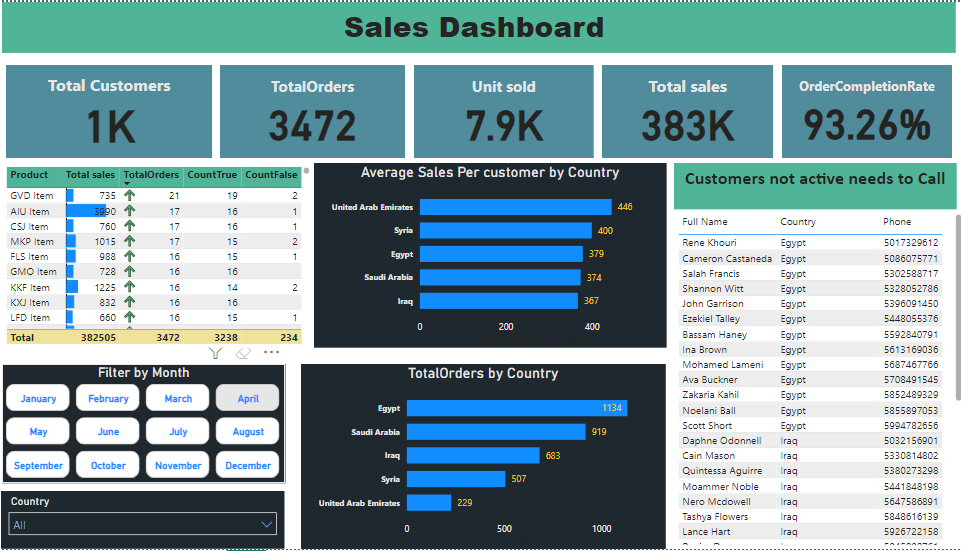 Sales Dashboard
Total Customers
1K
TotalOrders
3472
Unit sold
7.9K
Total sales
383K
OrderCompletionRate
93.26%
Product Total sales TotalOrders CountTrue CountFalse
GVD Item 735 21 19 2
AIU Item 3990 17 16 1
CSJ Item 760 17 16 1
MKP Item 1015 17 15 2
FLS Item 988 16 15 1
GMO Item 728 16 16
KKF Item 1225 16 14 2
KXJ Item 832 16 16
LFD Item 660 16 15 1
Total 382505 3472 3238 234
Average Sales Per customer by Country
United Arab Emirates 446
Syria 400
Egypt 379
Saudi Arabia 374
Iraq 367
0 200 400
Customers not active needs to Call
Full Name Country Phone
Rene Khouri Egypt 5017329612
Cameron Castaneda Egypt 5086075771
Salah Francis Egypt 5302588717
Shannon Witt Egypt 5328052786
John Garrison Egypt 5396091450
Ezekiel Talley Egypt 5448055376
Bassam Haney Egypt 5592840791
Ina Brown Egypt 5613169036
Mohamed Lameni Egypt 5687467766
Ava Buckner Egypt 5708491545
Zakaria Kahil Egypt 5852489329
Noelani Ball Egypt 5855897053
Scott Short Egypt 5994782656
Daphne Odonnell Iraq 5032156901
Cain Mason Iraq 5330814802
Quintessa Aguirre Iraq 5380273298
Moammer Noble Iraq 5441848198
Nero Mcdowell Iraq 5647586891
Tashya Flowers Iraq 5848616139
Lance Hart Iraq 5926722158
Filter by Month
January February March April
May June July August
September October November December
Country
All
TotalOrders by Country
Egypt 1134
Saudi Arabia 919
Iraq 683
Syria 507
United Arab Emirates 229
0 500 1000